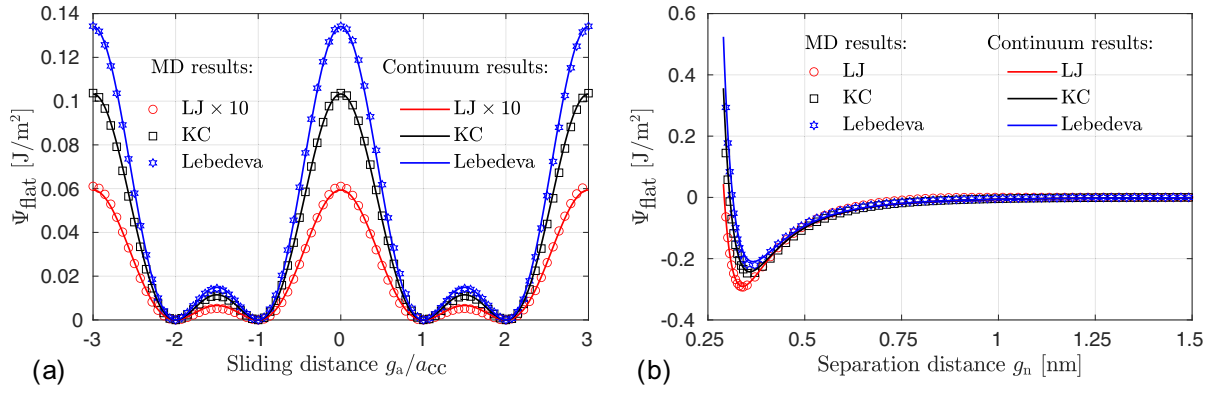 0.14
0.12
0.1
0.08
0.06
0.04
0.02
0
Ψflat [J/m²]
MD results:
LJ × 10
KC
Lebedeva
Continuum results:
LJ × 10
KC
Lebedeva
-3 -2 -1 0 1 2 3
Sliding distance ga/aCC
(a)
0.6
0.4
0.2
0
-0.2
-0.4
Ψflat [J/m²]
MD results:
LJ
KC
Lebedeva
Continuum results:
LJ
KC
Lebedeva
0.25 0.5 0.75 1 1.25 1.5
Separation distance gn [nm]
(b)